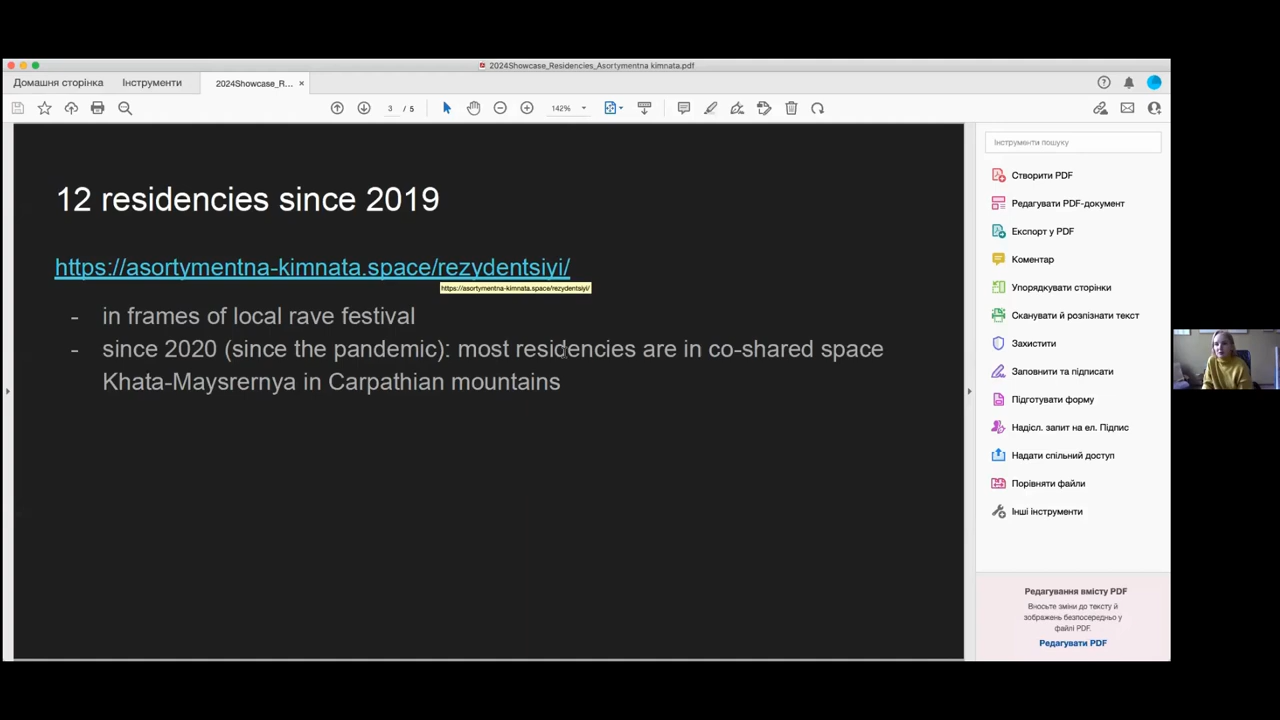 2024Showcase_Residencies_Asortymentna kimnata.pdf
Домашня сторінка
Інструменти
2024Showcase_R... ×
3 / 5
142%
12 residencies since 2019
https://asortymentna-kimnata.space/rezydentsiyi/
https://asortymentna-kimnata.space/rezydentsiyi/
- in frames of local rave festival
- since 2020 (since the pandemic): most residencies are in co-shared space
Khata-Maysrernya in Carpathian mountains
Інструменти пошуку
Створити PDF
Редагувати PDF-документ
Експорт у PDF
Коментар
Упорядкувати сторінки
Сканувати й розпізнати текст
Захистити
Заповнити та підписати
Підготувати форму
Надісл. запит на ел. Підпис
Надати спільний доступ
Порівняти файли
Інші інструменти
Редагування вмісту PDF
Вносьте зміни до тексту й
зображень безпосередньо у
файлі PDF.
Редагувати PDF